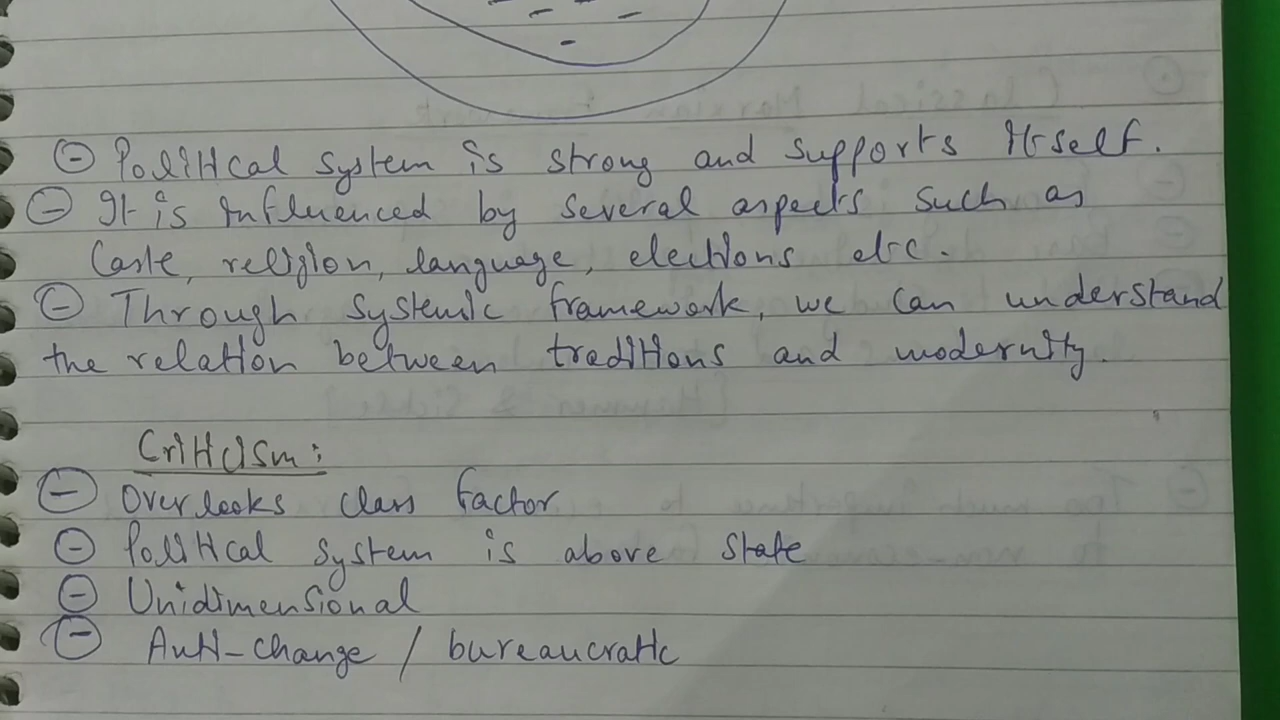 ⊖ Political system is strong and supports itself.
⊖ It is influenced by several aspects such as
Caste, religion, language, elections etc.
⊖ Through systemic framework, we can understand
the relation between traditions and modernity.
Criticism:
⊖ Overlooks class factor
⊖ Political system is above state
⊖ Unidimensional
⊖ Anti-change / bureaucratic